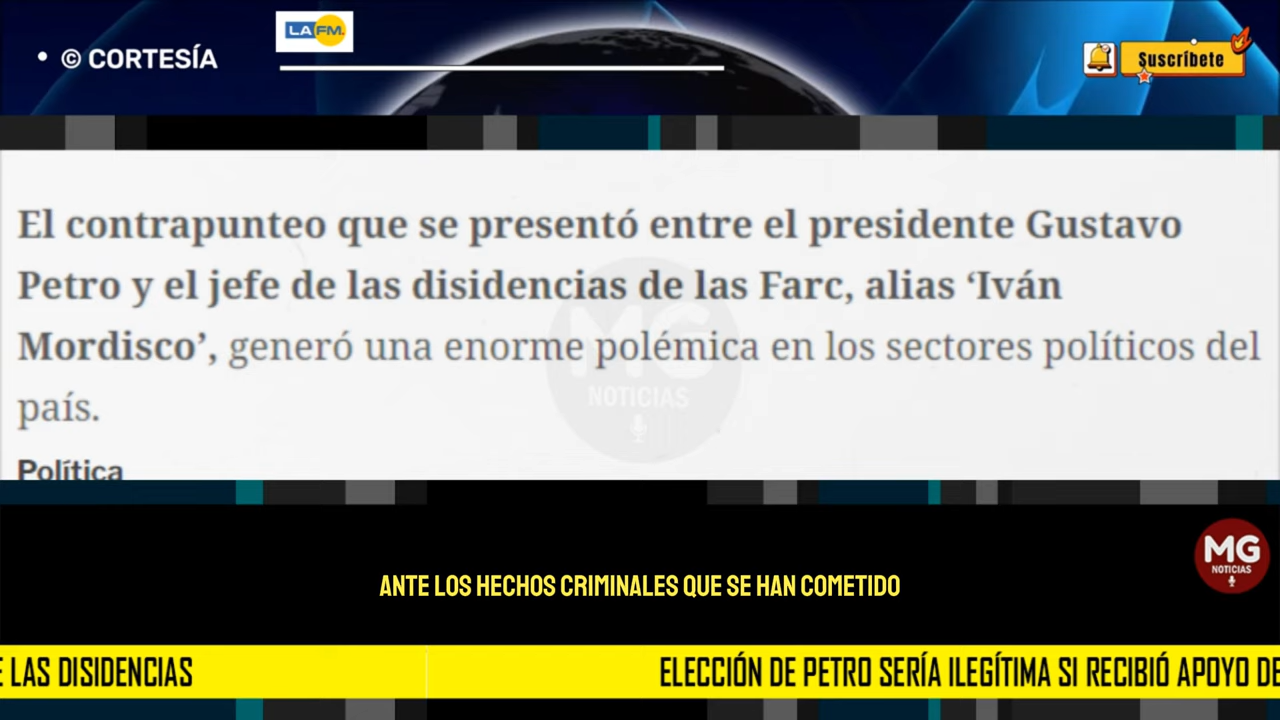 LA FM.
• © CORTESÍA
Suscríbete
El contrapunteo que se presentó entre el presidente Gustavo
Petro y el jefe de las disidencias de las Farc, alias ‘Iván
Mordisco’, generó una enorme polémica en los sectores políticos del
país.
MG
NOTICIAS
Política
MG
NOTICIAS
ANTE LOS HECHOS CRIMINALES QUE SE HAN COMETIDO
E LAS DISIDENCIAS
ELECCIÓN DE PETRO SERÍA ILEGÍTIMA SI RECIBIÓ APOYO DE